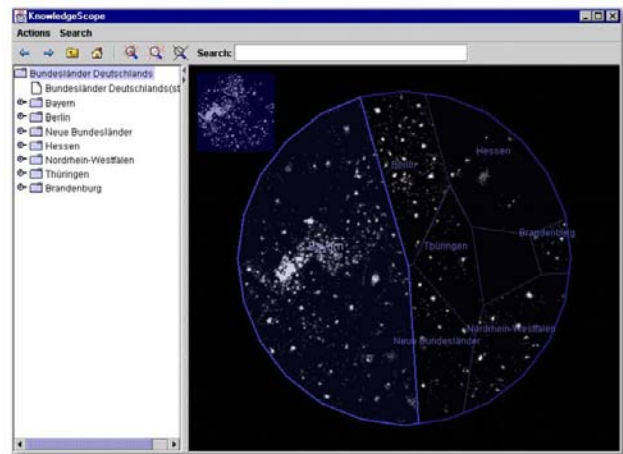 KnowledgeScope
Actions Search
Search:
Bundesländer Deutschlands
Bundesländer Deutschlands(st
Bayern
Berlin
Neue Bundesländer
Hessen
Nordrhein-Westfalen
Thüringen
Brandenburg
Hessen
Berlin
Brandenburg
Bayern
Thüringen
Nordrhein-Westfalen
Neue Bundesländer